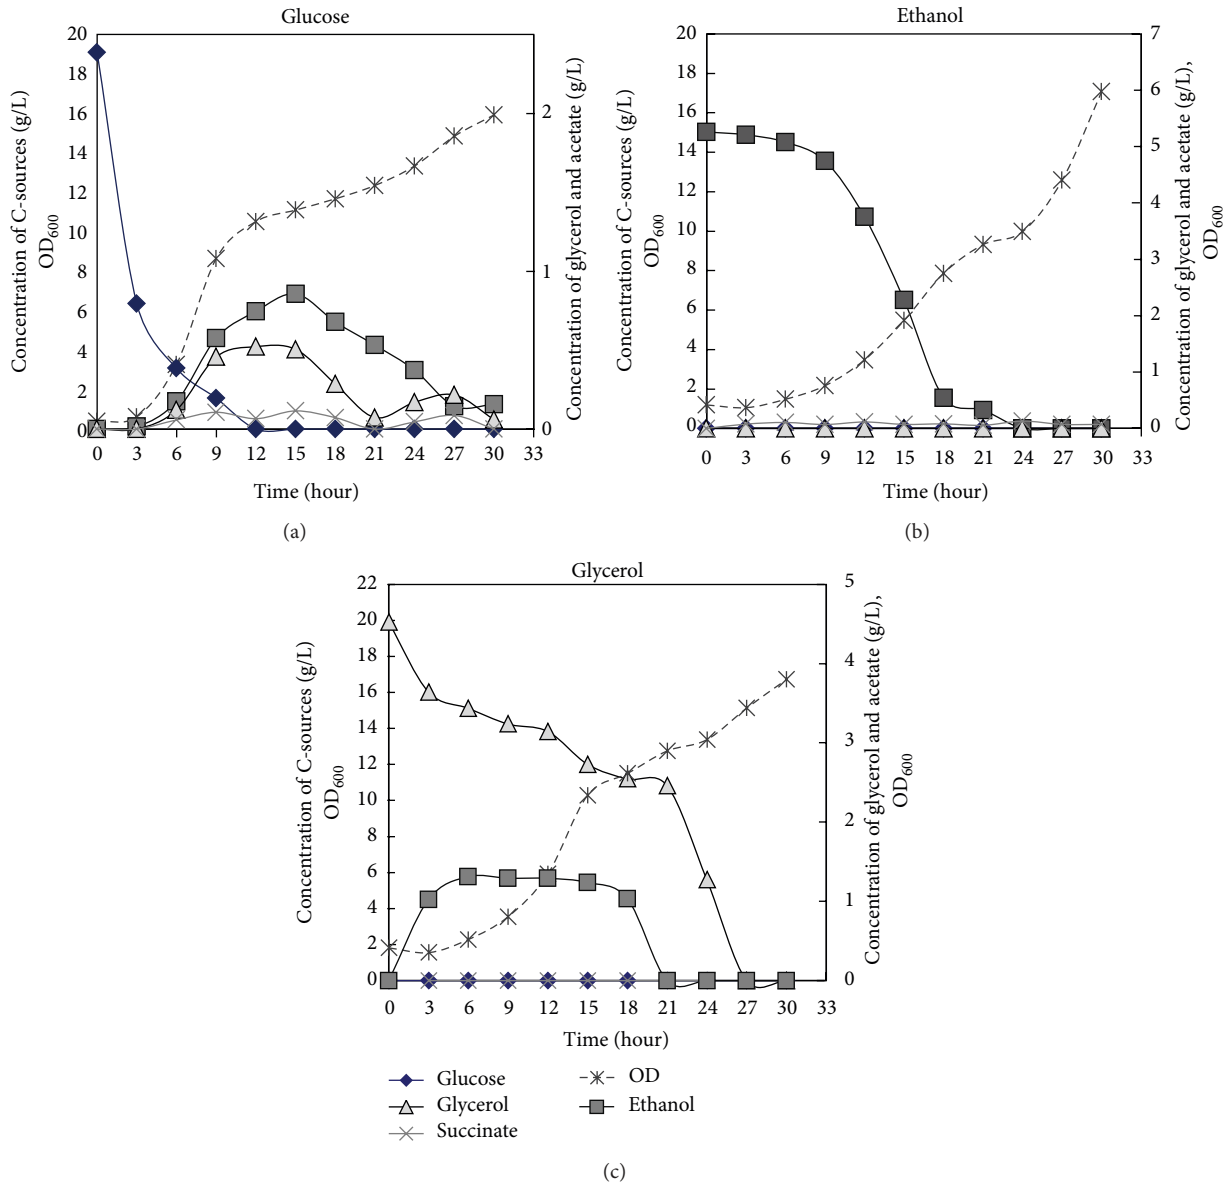 Glucose
Concentration of C-sources (g/L)
OD600
20
18
16
14
12
10
8
6
4
2
0
2
1
0
Concentration of glycerol and acetate (g/L)
0 3 6 9 12 15 18 21 24 27 30 33
Time (hour)
(a)
Ethanol
Concentration of C-sources (g/L)
OD600
20
18
16
14
12
10
8
6
4
2
0
7
6
5
4
3
2
1
0
Concentration of glycerol and acetate (g/L),
OD600
0 3 6 9 12 15 18 21 24 27 30 33
Time (hour)
(b)
Glycerol
Concentration of C-sources (g/L)
OD600
22
20
18
16
14
12
10
8
6
4
2
0
5
4
3
2
1
0
Concentration of glycerol and acetate (g/L),
OD600
0 3 6 9 12 15 18 21 24 27 30 33
Time (hour)
Glucose
Glycerol
Succinate
OD
Ethanol
(c)